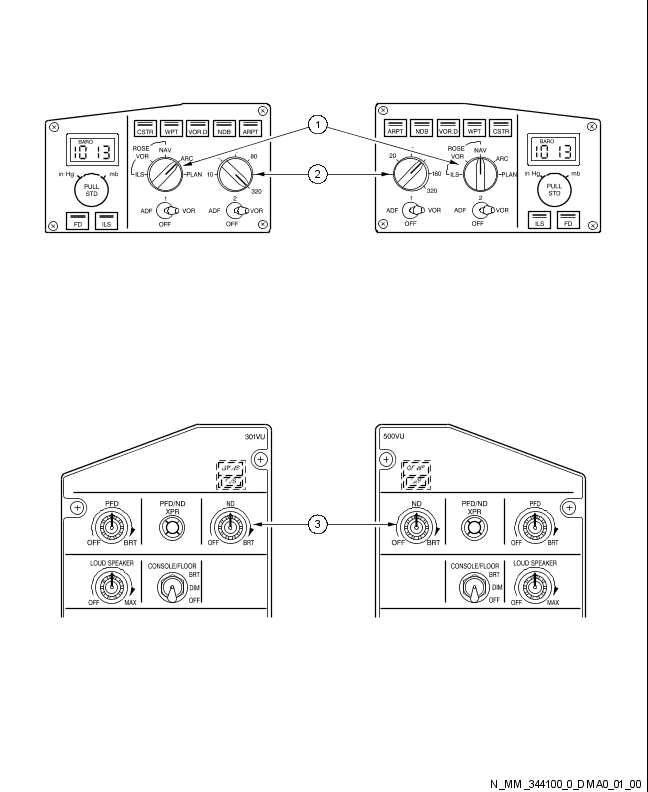 1
CSTR WPT VOR.D NDB ARPT
BARO
1013
in Hg mb
PULL
STD
FD ILS
ROSE
VOR NAV ARC
ILS PLAN
10 80
320
1 2
ADF VOR ADF VOR
OFF OFF
2
ARPT NDB VOR.D WPT CSTR
20 160
320
ROSE
VOR NAV ARC
ILS PLAN
BARO
1013
in Hg mb
PULL
STD
ILS FD
1 2
ADF VOR ADF VOR
OFF OFF
301VU
PFD PFD/ND
XPR ND
OFF BRT OFF BRT
3
LOUD SPEAKER CONSOLE/FLOOR
BRT
DIM
OFF MAX OFF
500VU
ND PFD/ND
XPR PFD
OFF BRT OFF BRT
CONSOLE/FLOOR LOUD SPEAKER
BRT
DIM
OFF OFF MAX
N_MM_344100_0_DMA0_01_00